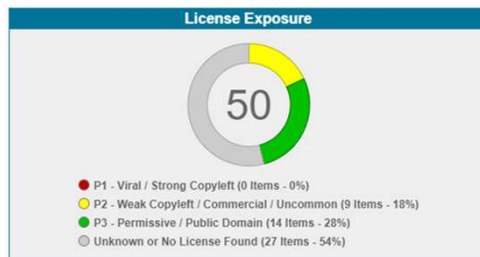 License Exposure
50
P1 - Viral / Strong Copyleft (0 Items - 0%)
P2 - Weak Copyleft / Commercial / Uncommon (9 Items - 18%)
P3 - Permissive / Public Domain (14 Items - 28%)
Unknown or No License Found (27 Items - 54%)